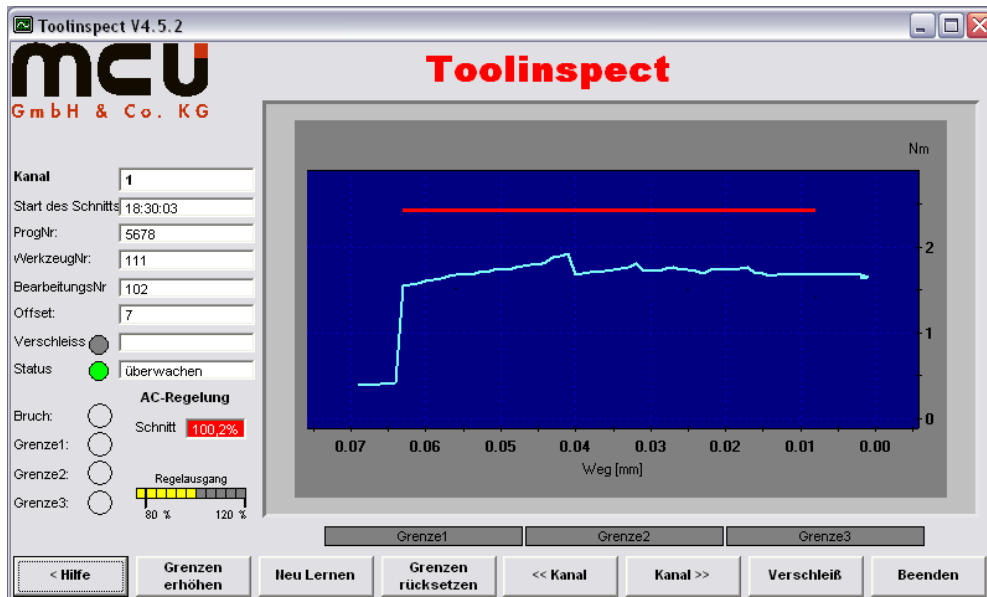 Toolinspect V4.5.2
mcu
GmbH & Co. KG
Toolinspect
Kanal 1
Start des Schnitts 18:30:03
ProgNr: 5678
WerkzeugNr: 111
BearbeitungsNr 102
Offset: 7
Verschleiss
Status überwachen
AC-Regelung
Schnitt 100,2%
Bruch:
Grenze1:
Grenze2:
Grenze3:
Regelausgang
80 % 120 %
Nm
2
1
0
0.07 0.06 0.05 0.04 0.03 0.02 0.01 0.00
Weg [mm]
Grenze1 Grenze2 Grenze3
< Hilfe
Grenzen
erhöhen
Neu Lernen
Grenzen
rücksetzen
<< Kanal
Kanal >>
Verschleiß
Beenden